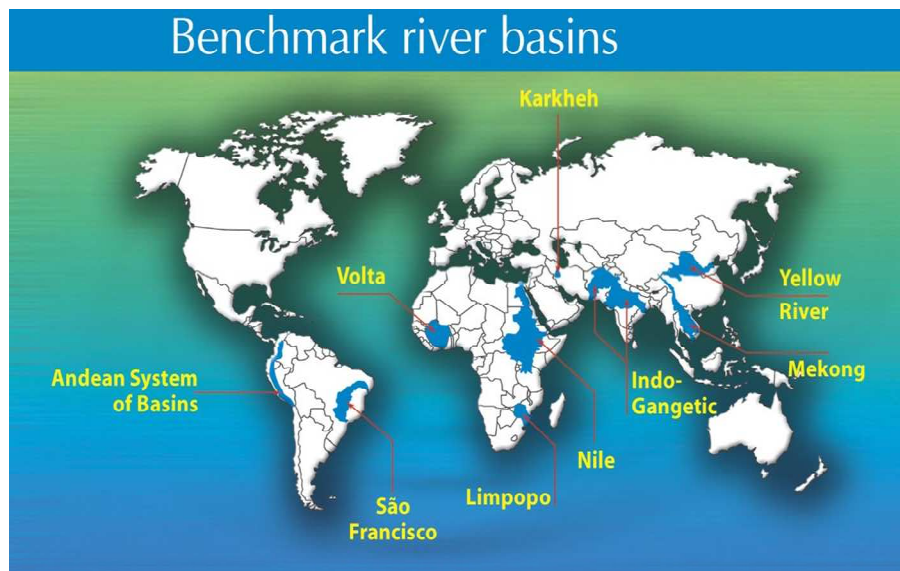 Benchmark river basins
Karkheh
Volta
Yellow
River
Andean System
of Basins
Mekong
Indo-
Gangetic
Nile
Limpopo
São
Francisco